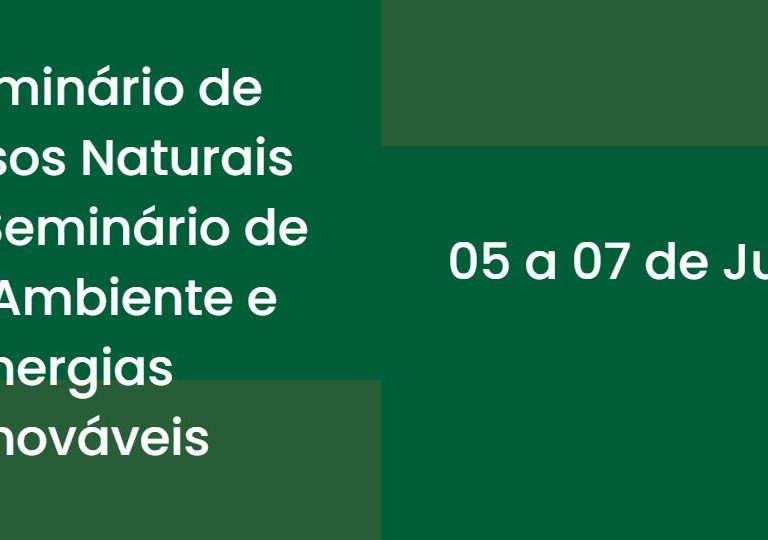 minário de
sos Naturais
Seminário de
Ambiente e
nergias
nováveis
05 a 07 de Ju